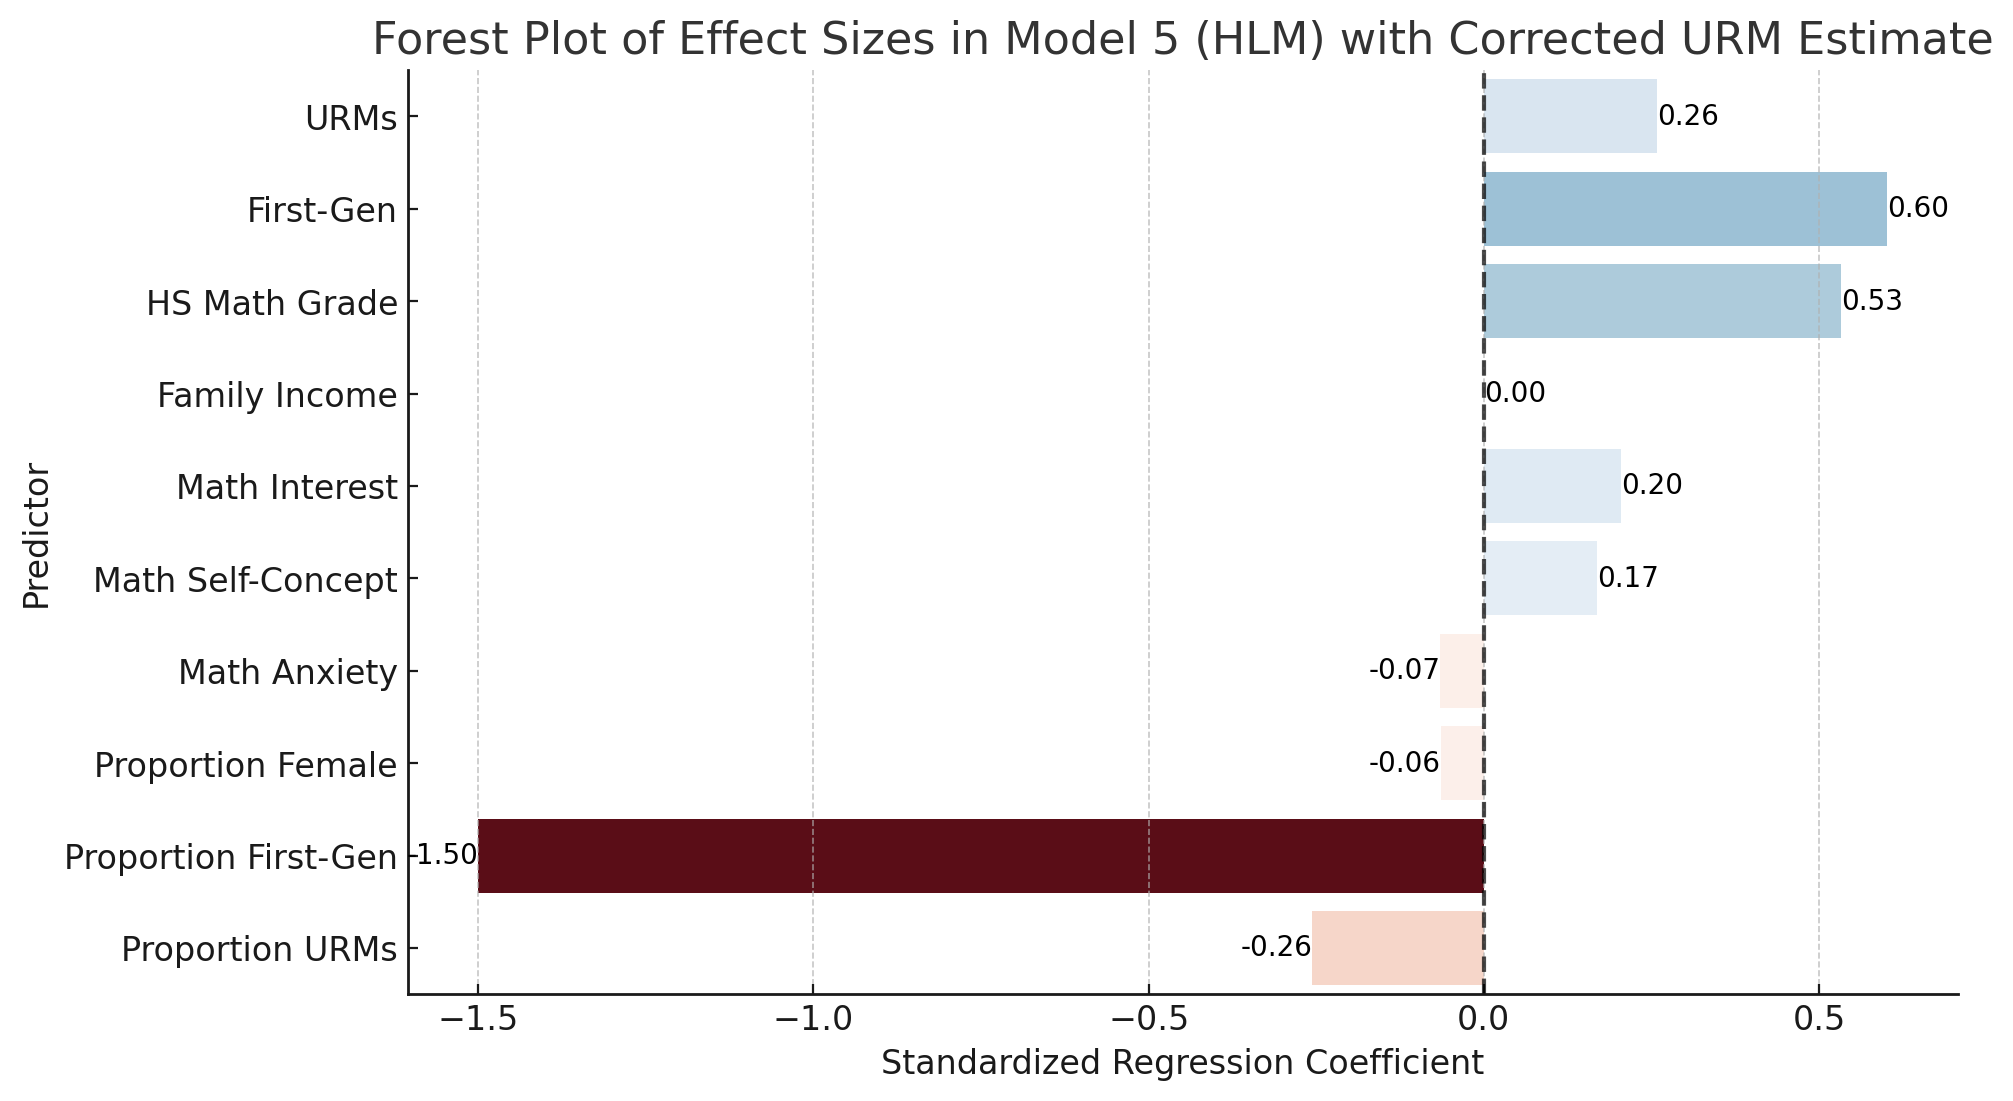 Forest Plot of Effect Sizes in Model 5 (HLM) with Corrected URM Estimate
URMs
0.26
First-Gen
0.60
HS Math Grade
0.53
Family Income
0.00
Math Interest
0.20
Math Self-Concept
0.17
Math Anxiety
-0.07
Proportion Female
-0.06
Proportion First-Gen
-1.50
Proportion URMs
-0.26
Predictor
−1.5
−1.0
−0.5
0.0
0.5
Standardized Regression Coefficient